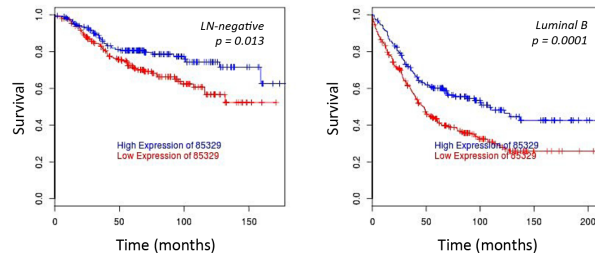 LN-negative
p = 0.013
Survival
0.0 0.2 0.4 0.6 0.8 1.0
High Expression of 85329
Low Expression of 85329
0 50 100 150
Time (months)
Luminal B
p = 0.0001
Survival
0.0 0.2 0.4 0.6 0.8 1.0
High Expression of 85329
Low Expression of 85329
0 50 100 150 200
Time (months)